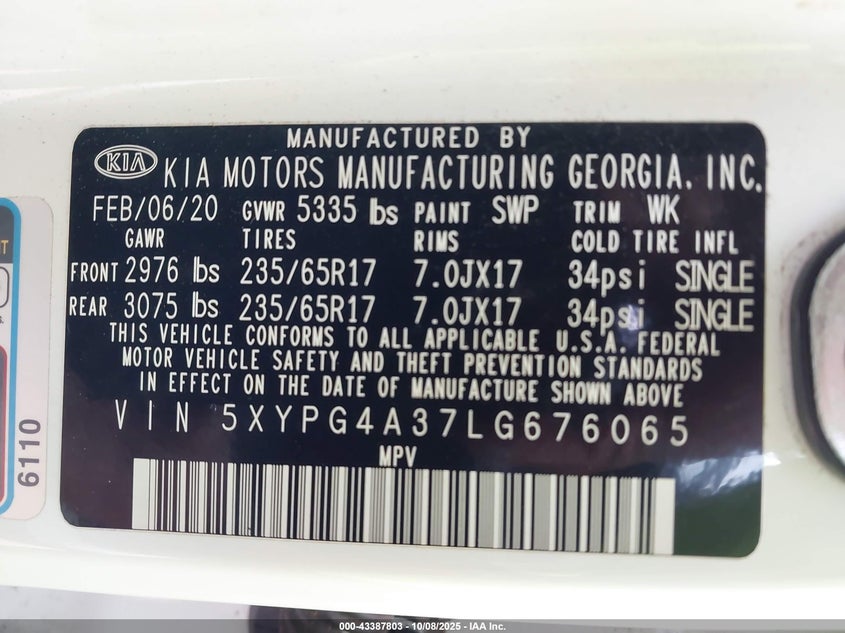 MANUFACTURED BY
KIA KIA MOTORS MANUFACTURING GEORGIA, INC.
FEB/06/20 GVWR 5335 lbs PAINT SWP TRIM WK
GAWR TIRES RIMS COLD TIRE INFL
FRONT 2976 lbs 235/65R17 7.0JX17 34psi SINGLE
REAR 3075 lbs 235/65R17 7.0JX17 34psi SINGLE
THIS VEHICLE CONFORMS TO ALL APPLICABLE U.S.A. FEDERAL
MOTOR VEHICLE SAFETY AND THEFT PREVENTION STANDARDS
IN EFFECT ON THE DATE OF MANUFACTURE SHOWN ABOVE
VIN 5XYPG4A37LG676065
MPV
6110
000-43387803 - 10/08/2025 - IAA Inc.